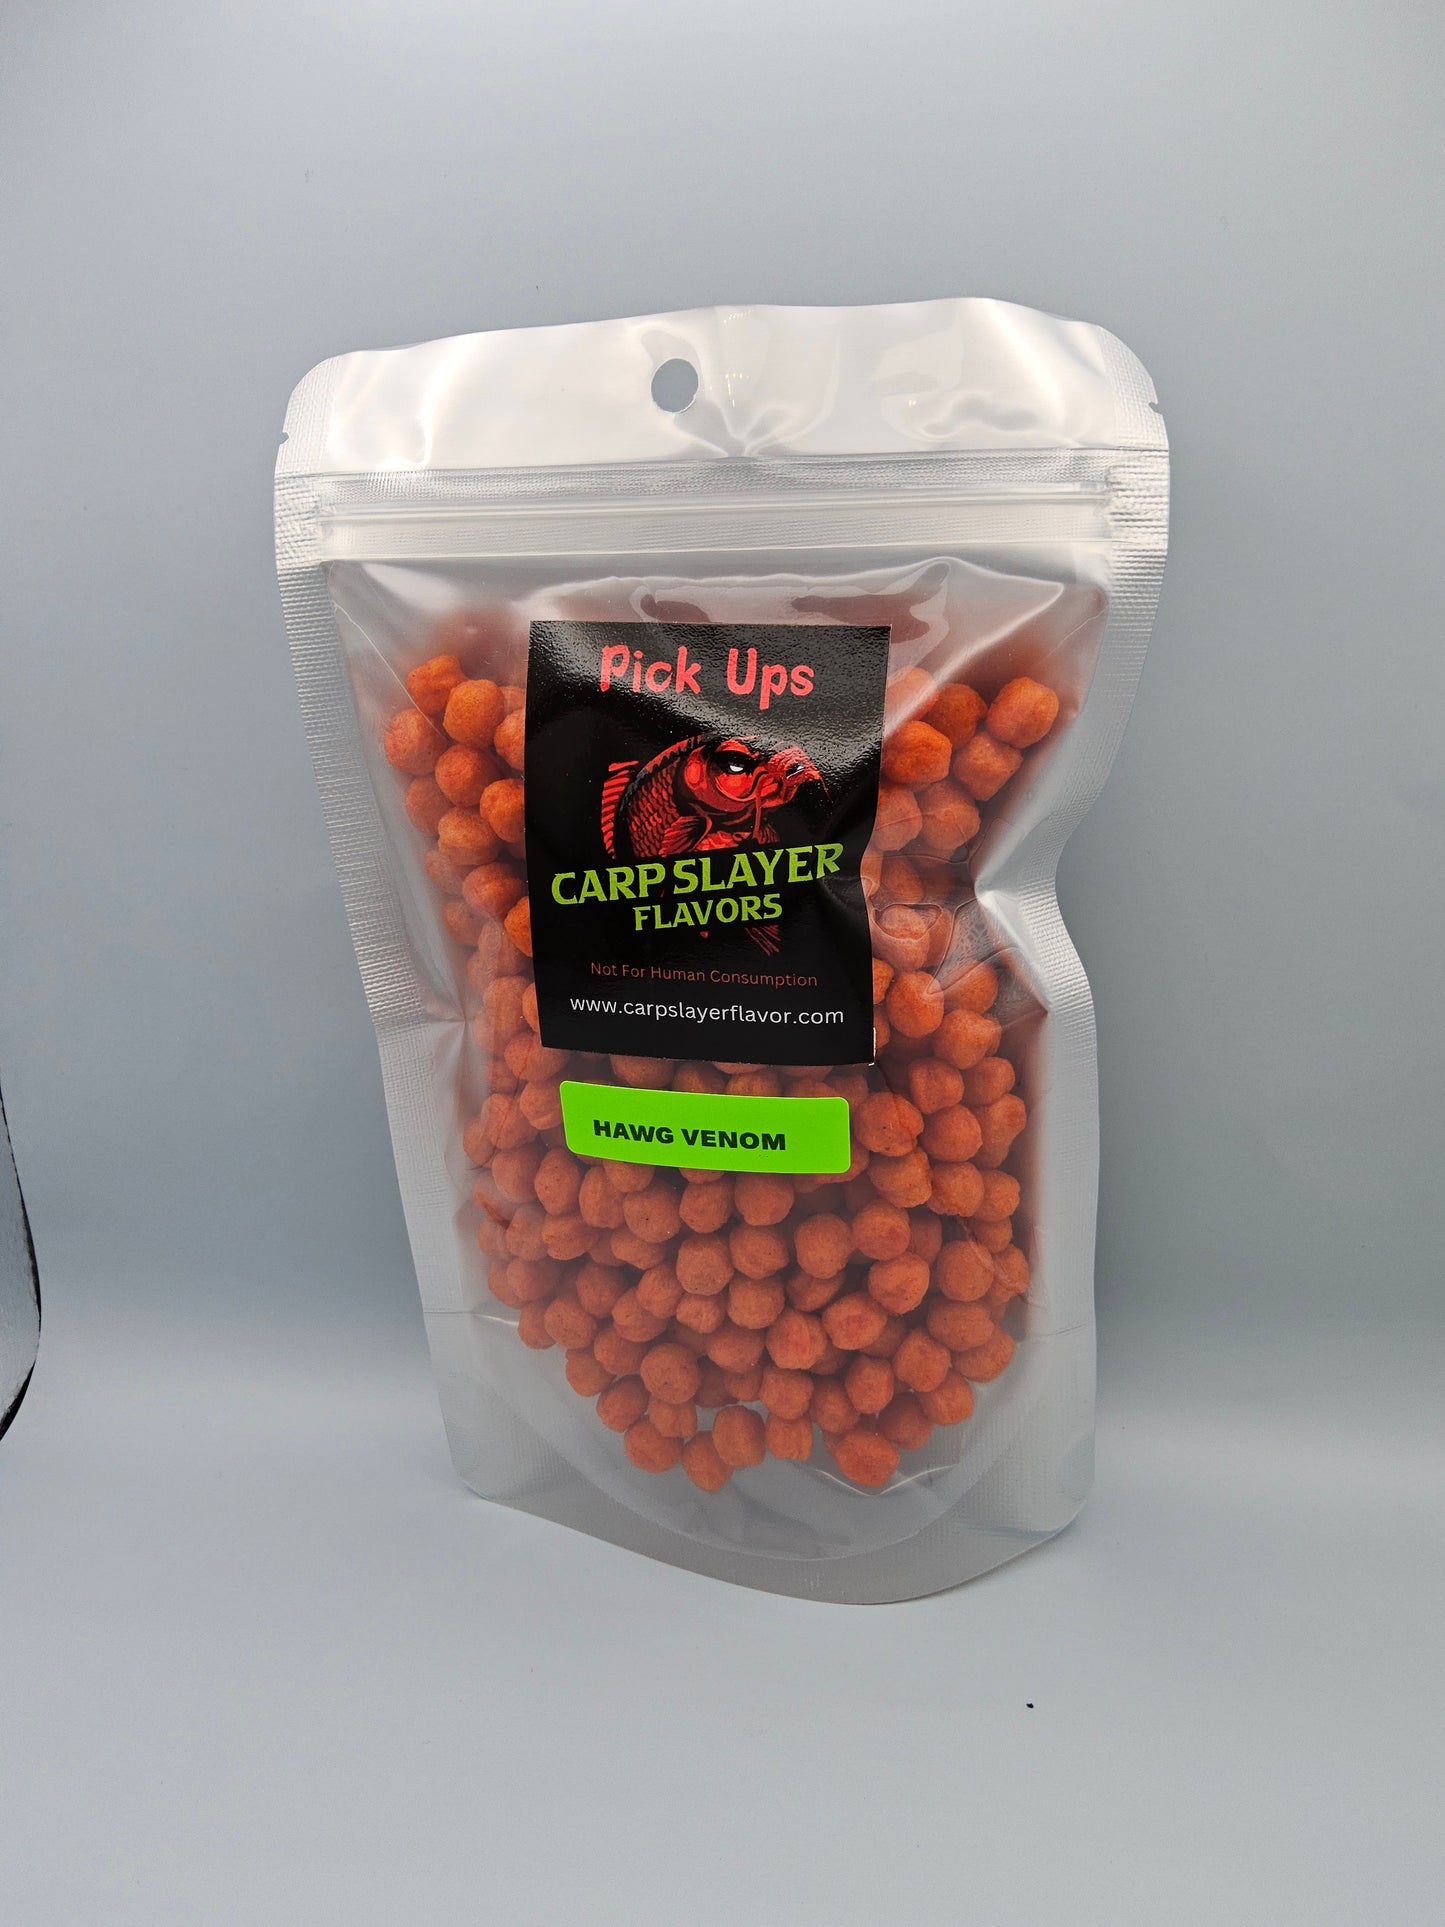 Pick Ups
CARP SLAYER
FLAVORS
Not For Human Consumption
www.carpslayerflavor.com
HAWG VENOM